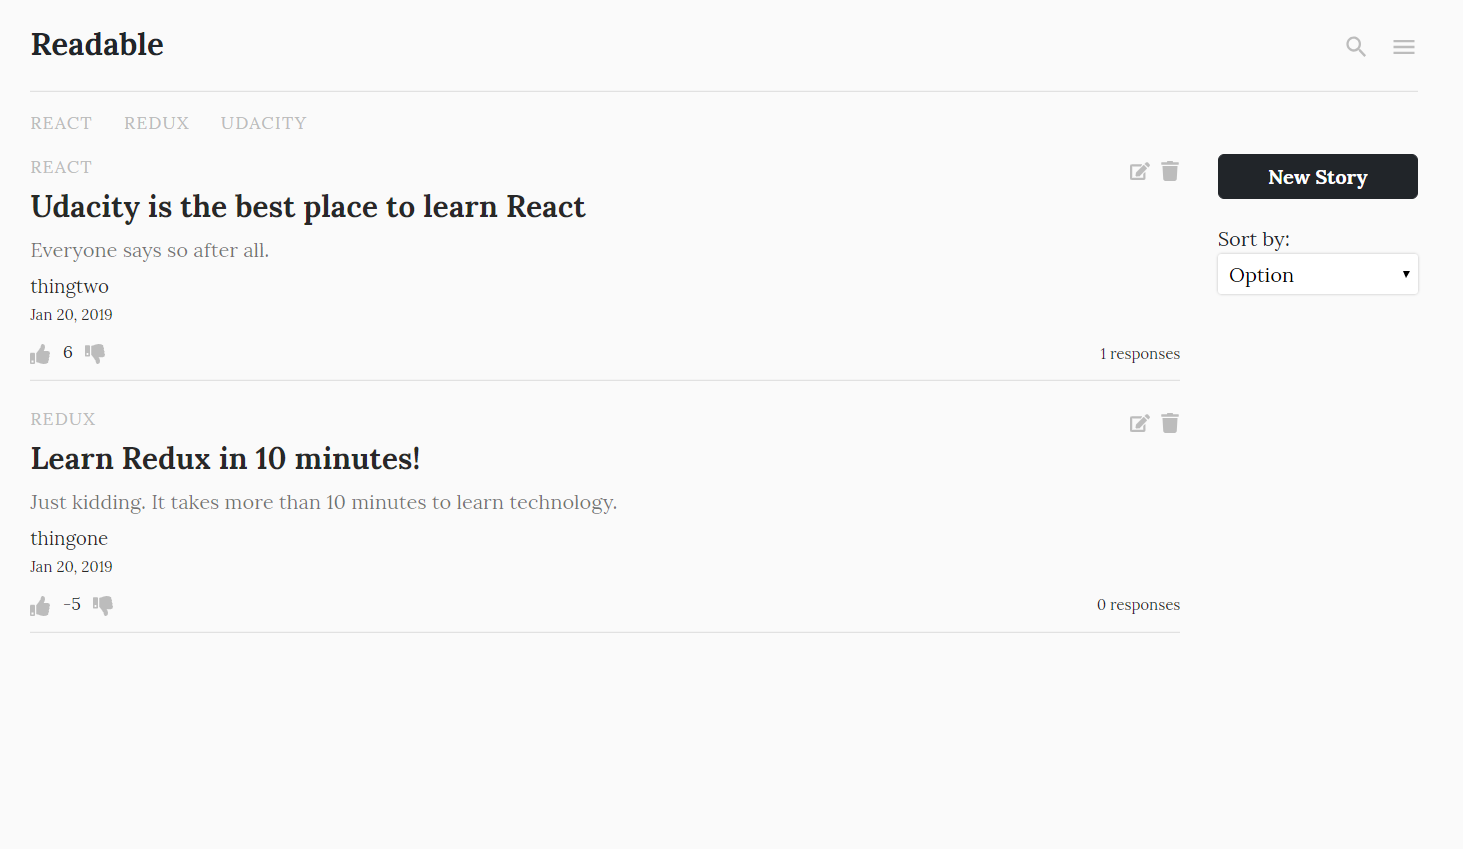 Readable
REACT REDUX UDACITY
REACT
Udacity is the best place to learn React
Everyone says so after all.
thingtwo
Jan 20, 2019
6
1 responses
New Story
Sort by:
Option
REDUX
Learn Redux in 10 minutes!
Just kidding. It takes more than 10 minutes to learn technology.
thingone
Jan 20, 2019
-5
0 responses